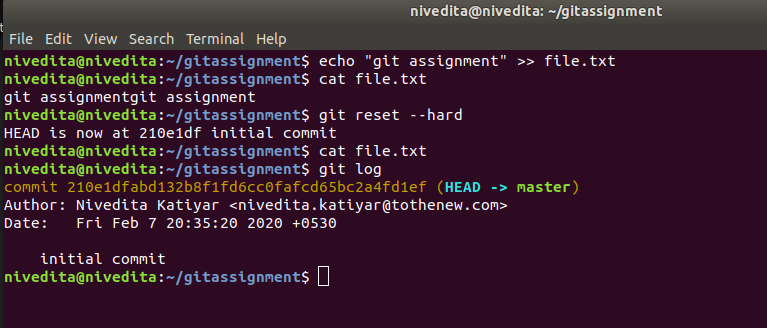 nivedita@nivedita: ~/gitassignment
File Edit View Search Terminal Help
nivedita@nivedita:~/gitassignment$ echo "git assignment" >> file.txt
nivedita@nivedita:~/gitassignment$ cat file.txt
git assignmentgit assignment
nivedita@nivedita:~/gitassignment$ git reset --hard
HEAD is now at 210e1df initial commit
nivedita@nivedita:~/gitassignment$ cat file.txt
nivedita@nivedita:~/gitassignment$ git log
commit 210e1dfabd132b8f1fd6cc0fafcd65bc2a4fd1ef (HEAD -> master)
Author: Nivedita Katiyar <nivedita.katiyar@tothenew.com>
Date:   Fri Feb 7 20:35:20 2020 +0530
    initial commit
nivedita@nivedita:~/gitassignment$